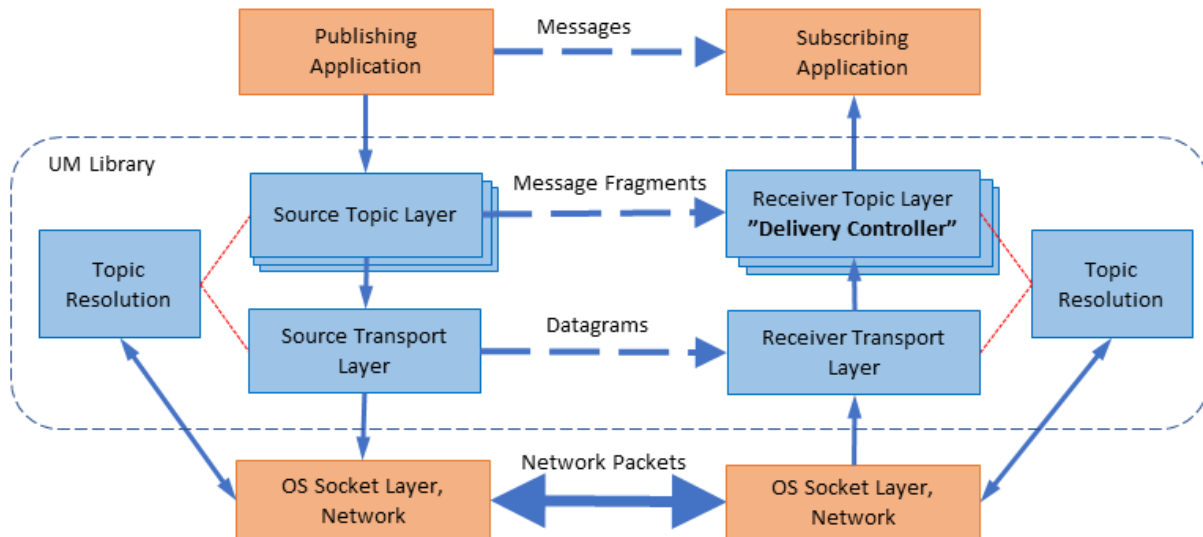 Publishing
Application
Messages
Subscribing
Application
UM Library
Source Topic Layer
Message Fragments
Receiver Topic Layer
”Delivery Controller”
Topic
Resolution
Topic
Resolution
Source Transport
Layer
Datagrams
Receiver Transport
Layer
OS Socket Layer,
Network
Network Packets
OS Socket Layer,
Network